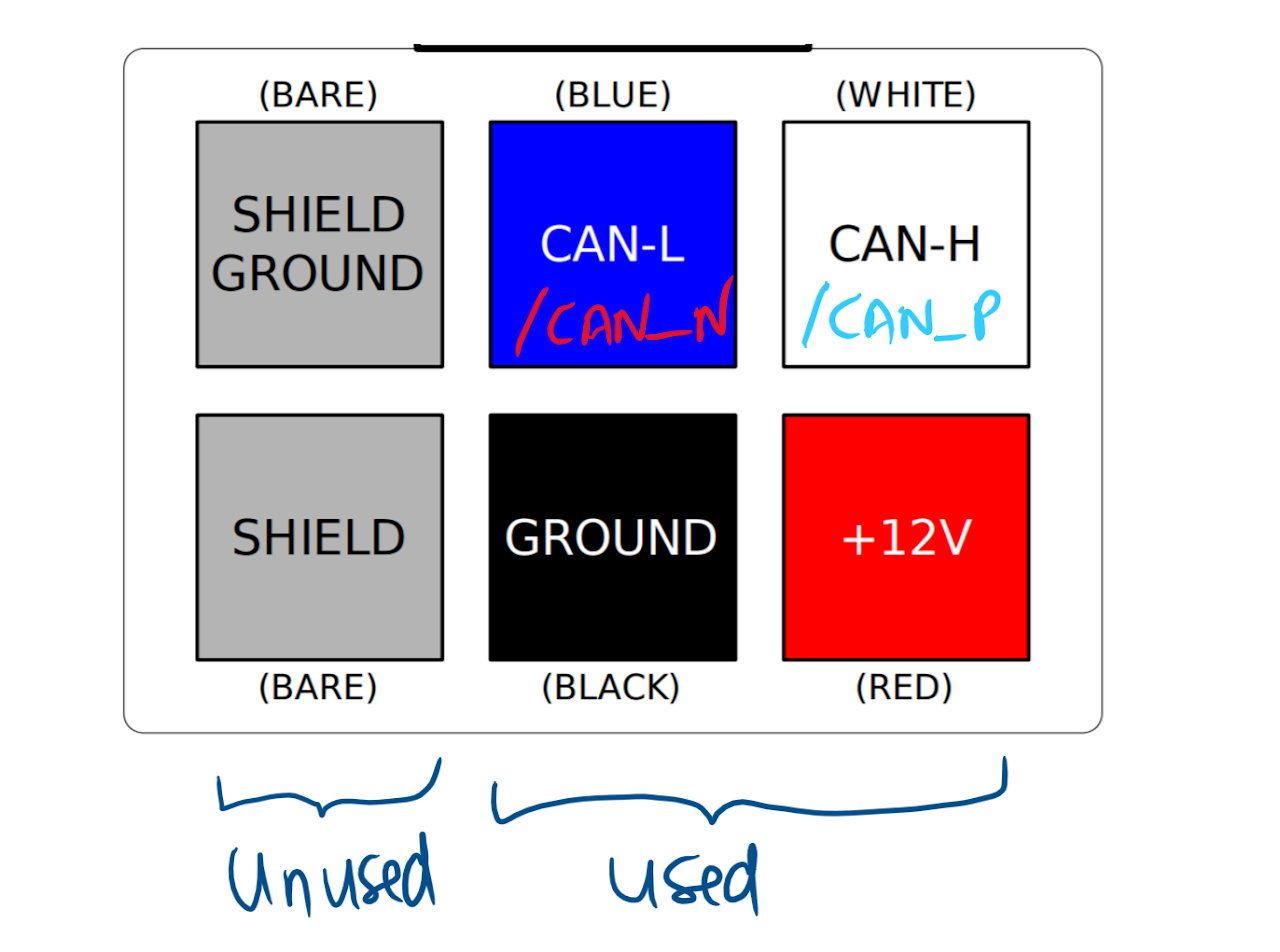 (BARE) (BLUE) (WHITE)
SHIELD
GROUND
CAN-L
/CAN_N
CAN-H
/CAN_P
SHIELD
GROUND
+12V
(BARE) (BLACK) (RED)
Unused
used